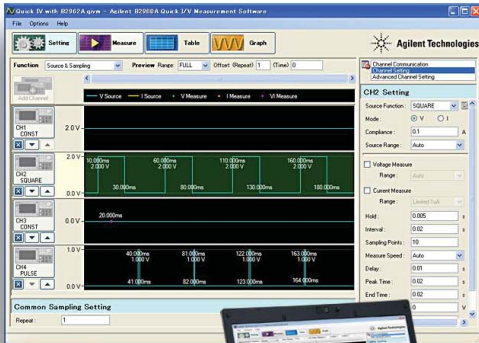 Quick IV with B2962A.givw - Agilent B2900A Quick I/V Measurement Software
File Options Help
Setting Measure Table Graph
Agilent Technologies
Function Source & Sampling Preview Range: FULL Offset (Repeat) 1 (Time) 0
Channel Communication
Channel Setting
Advanced Channel Setting
Add Channel
V Source I Source V Measure I Measure VI Measure
CH2 Setting
Source Function : SQUARE
Mode : V I
Compliance : 0.1 A
Source Range : Auto
Voltage Measure
Range : Auto
Current Measure
Range :
Hold : 0.005 s
Interval : 0.02 s
Sampling Points : 10
Measure Speed : Auto
Delay : 0.01 s
Peak Time : 0.02 s
End Time : 0.02 s
0 V
CH1
CONST
2.0 V
CH2
SQUARE
2.0 V
10.000ms 60.000ms 110.000ms 160.000ms
2.000 V 2.000 V 2.000 V 2.000 V
30.000ms 80.000ms 130.000ms 180.000ms
0.0 V
CH3
CONST
0.0 V
20.000ms
CH4
PULSE
1.0 V
40.000ms 81.000ms 122.000ms 163.000ms
1.000 V 1.000 V 1.000 V 1.000 V
41.000ms 82.000ms 123.000ms 164.000ms
0.0 V
Common Sampling Setting
Repeat : 1